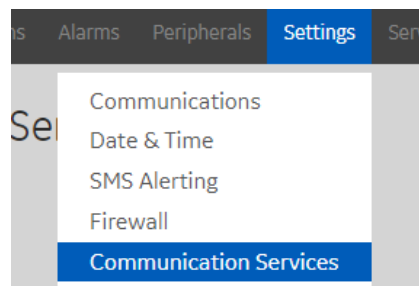 Alarms Peripherals Settings
Communications
Date & Time
SMS Alerting
Firewall
Communication Services